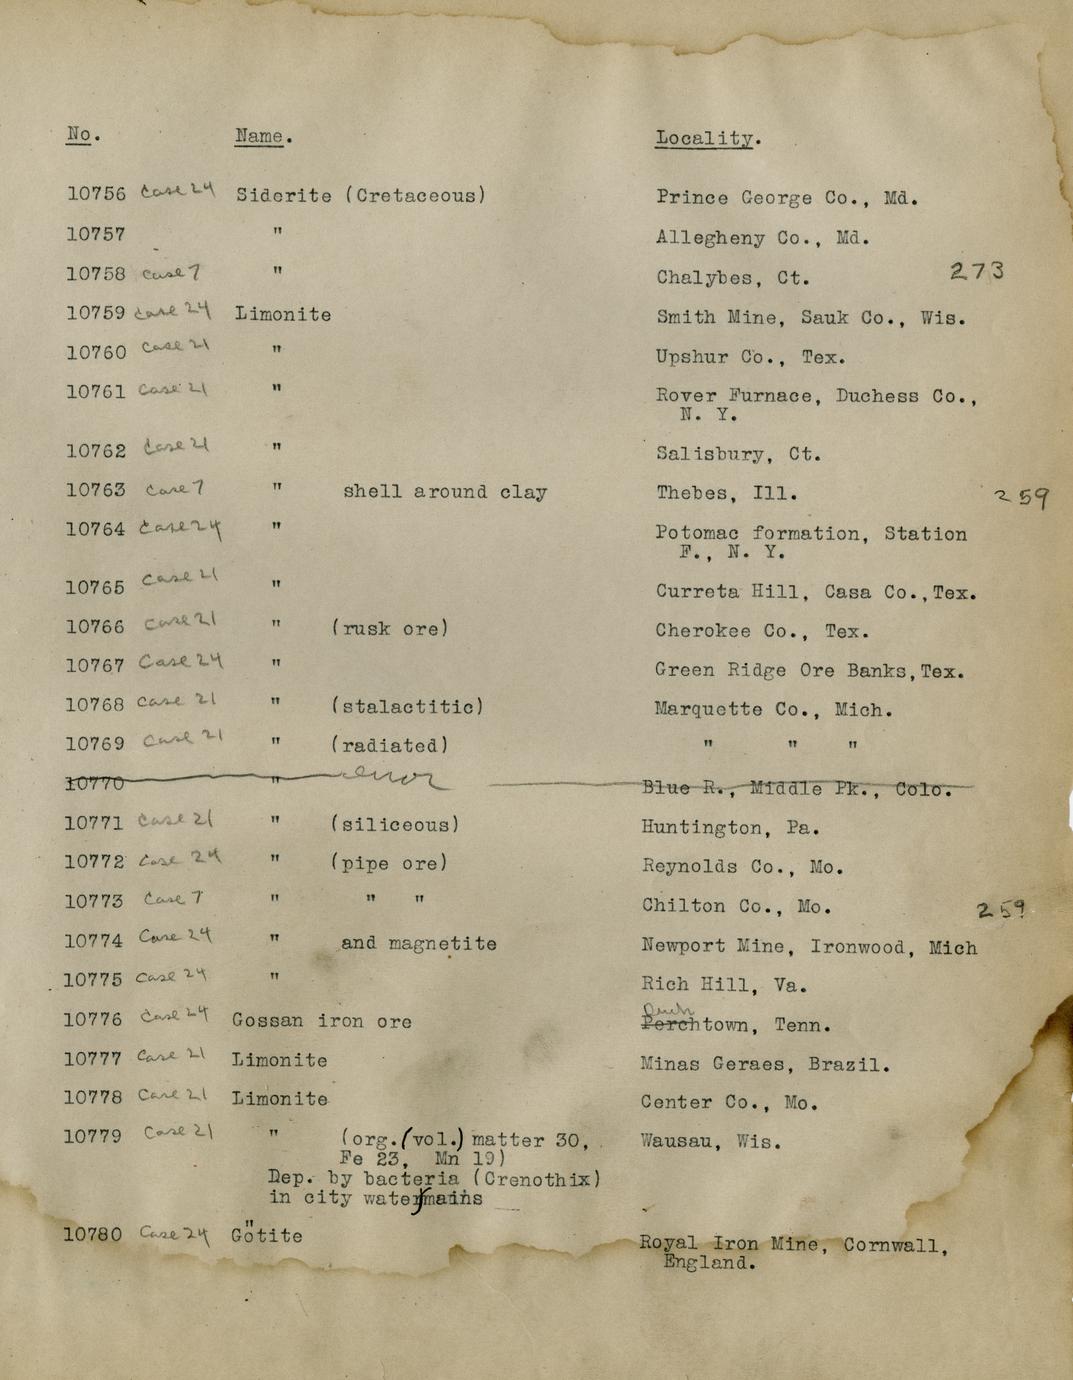 No. Name. Locality.
10756 Case 24 Siderite (Cretaceous) Prince George Co., Md.
10757 " Allegheny Co., Md.
10758 Case 7 " Chalybes, Ct. 273
10759 Case 24 Limonite Smith Mine, Sauk Co., Wis.
10760 Case 21 " Upshur Co., Tex.
10761 Case 21 " Rover Furnace, Duchess Co.,
N. Y.
10762 Case 21 " Salisbury, Ct.
10763 Case 7 " shell around clay Thebes, Ill. 259
10764 Case 24 " Potomac formation, Station
F., N. Y.
10765 Case 21 " Curreta Hill, Casa Co.,Tex.
10766 Case 21 " (rusk ore) Cherokee Co., Tex.
10767 Case 24 " Green Ridge Ore Banks,Tex.
10768 Case 21 " (stalactitic) Marquette Co., Mich.
10769 Case 21 " (radiated) " " "
10770 " error Blue R., Middle Pk., Colo.
10771 Case 21 " (siliceous) Huntington, Pa.
10772 Case 24 " (pipe ore) Reynolds Co., Mo.
10773 Case 7 " " " Chilton Co., Mo. 259
10774 Case 24 " and magnetite Newport Mine, Ironwood, Mich
10775 Case 24 " Rich Hill, Va.
Duck
10776 Case 24 Gossan iron ore Perchtown, Tenn.
10777 Case 21 Limonite Minas Geraes, Brazil.
10778 Case 21 Limonite Center Co., Mo.
10779 Case 21 " (org.(vol.) matter 30, Wausau, Wis.
Fe 23, Mn 19)
Dep. by bacteria (Crenothix)
in city watermains
10780 Case 24 Götite Royal Iron Mine, Cornwall,
England.